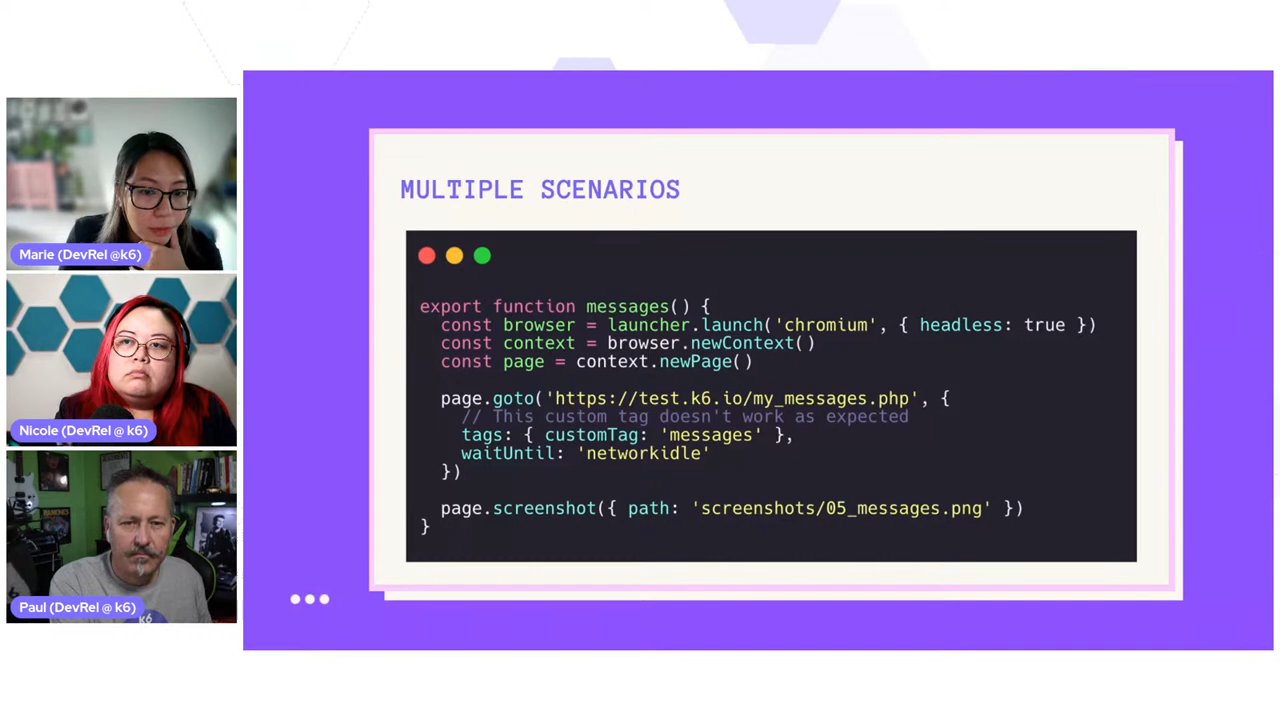 Marie (DevRel @k6)
Nicole (DevRel @ k6)
Paul (DevRel @ k6)
k6
MULTIPLE SCENARIOS
export function messages() {
const browser = launcher.launch('chromium', { headless: true })
const context = browser.newContext()
const page = context.newPage()
page.goto('https://test.k6.io/my_messages.php', {
// This custom tag doesn't work as expected
tags: { customTag: 'messages' },
waitUntil: 'networkidle'
})
page.screenshot({ path: 'screenshots/05_messages.png' })
}